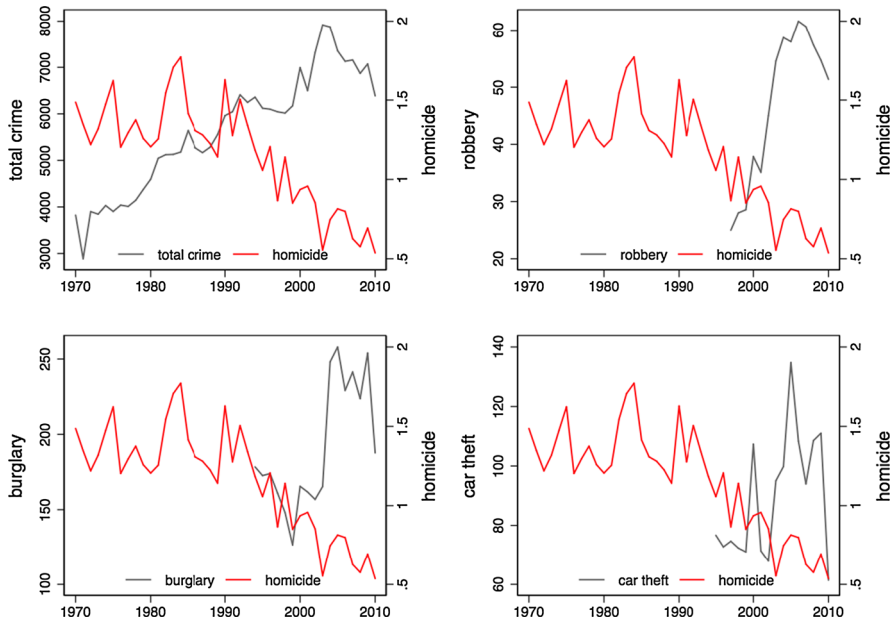 total crime
8000
7000
6000
5000
4000
3000
2
1.5
1
.5
homicide
total crime homicide
1970 1980 1990 2000 2010
robbery
60
50
40
30
20
2
1.5
1
.5
homicide
robbery homicide
1970 1980 1990 2000 2010
burglary
250
200
150
100
2
1.5
1
.5
homicide
burglary homicide
1970 1980 1990 2000 2010
car theft
140
120
100
80
60
2
1.5
1
.5
homicide
car theft homicide
1970 1980 1990 2000 2010